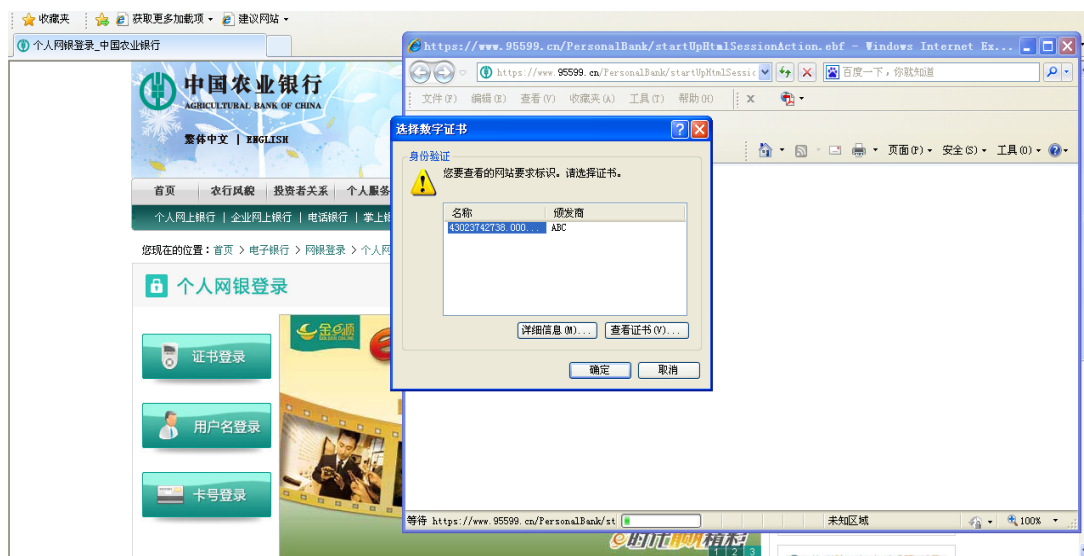 收藏夹 获取更多加载项 建议网站
个人网银登录_中国农业银行
https://www.95599.cn/PersonalBank/startUpHtmlSessionAction.ebf - Windows Internet Ex...
https://www.95599.cn/PersonalBank/startUpHtmlSessic
百度一下，你就知道
文件(F) 编辑(E) 查看(V) 收藏夹(A) 工具(T) 帮助(H) x
页面(P) 安全(S) 工具(O)
中国农业银行
AGRICULTURAL BANK OF CHINA
繁体中文 | ENGLISH
首页 农行风貌 投资者关系 个人服务
个人网上银行 | 企业网上银行 | 电话银行 | 掌上银
您现在的位置：首页 > 电子银行 > 网银登录 > 个人网
个人网银登录
证书登录
用户名登录
卡号登录
金e顺
选择数字证书
身份验证
您要查看的网站要求标识。请选择证书。
名称 颁发商
43023742738.000... ABC
详细信息(M)... 查看证书(V)...
确定 取消
等待 https://www.95599.cn/PersonalBank/st
未知区域 100%
e时代 精彩
1 2 3